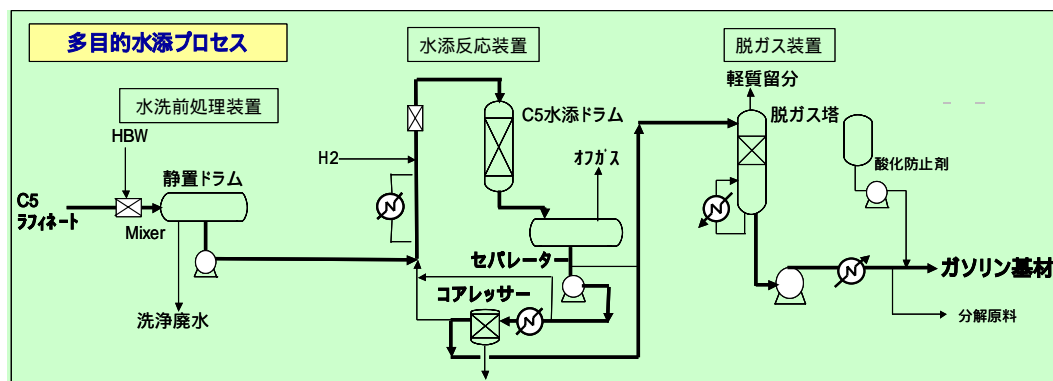 多目的水添プロセス
水添反応装置
脱ガス装置
水洗前処理装置
HBW
C5
ラフィネート
Mixer
静置ドラム
洗浄廃水
H2
C5水添ドラム
オフガス
セパレーター
コアレッサー
軽質留分
脱ガス塔
酸化防止剤
ガソリン基材
分解原料